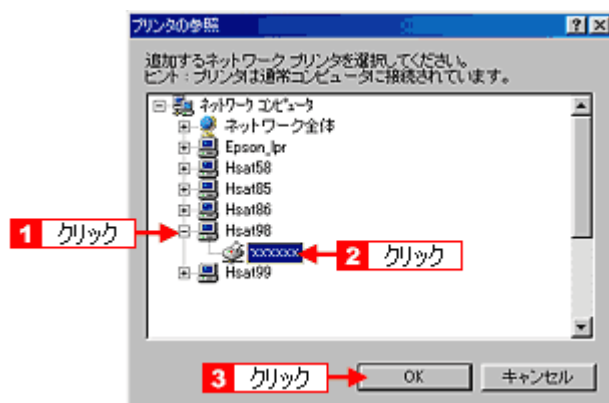 プリンタの参照
追加するネットワーク プリンタを選択してください。
ヒント：プリンタは通常コンピュータに接続されています。
ネットワーク コンピュータ
ネットワーク全体
Epson_lpr
Hsat58
Hsat85
Hsat86
1 クリック
Hsat98
xxxxxx
2 クリック
Hsat99
3 クリック
OK
キャンセル